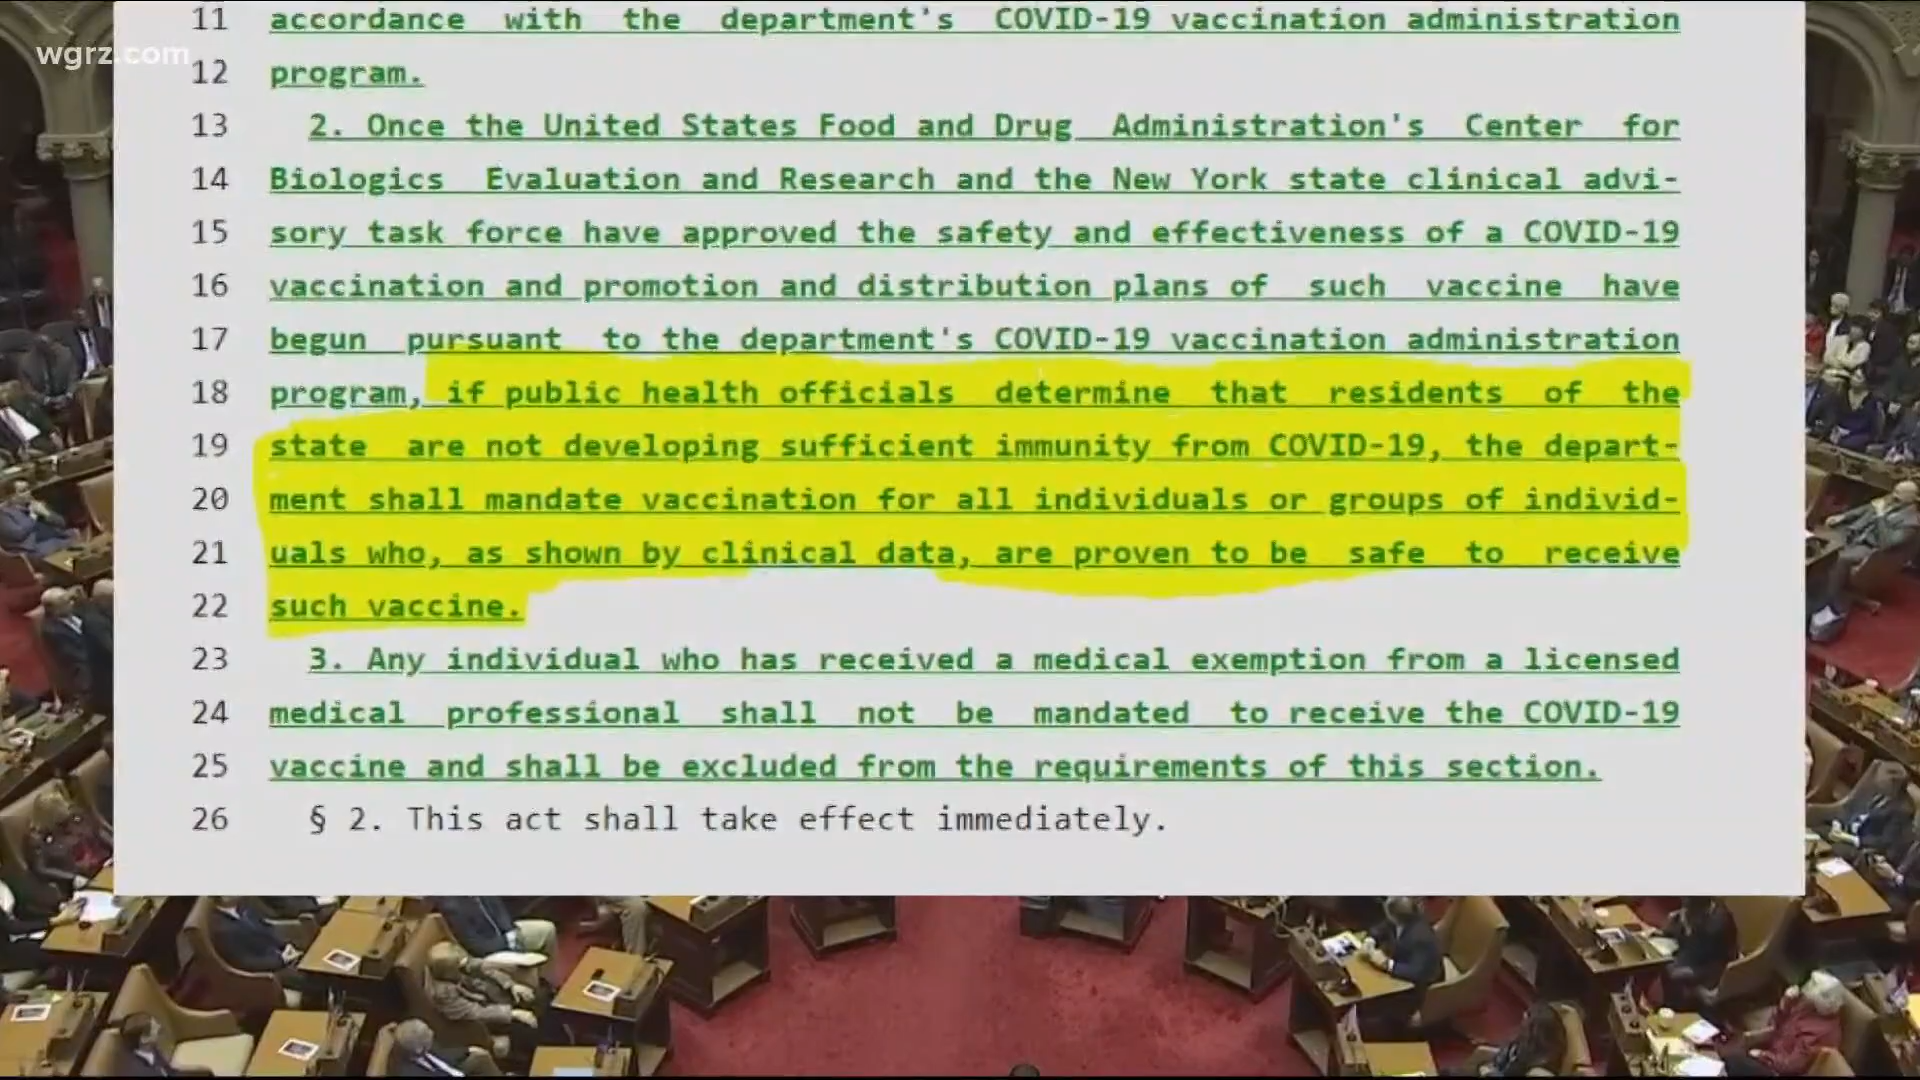 wgrz.com
11 accordance with the department's COVID-19 vaccination administration
12 program.
13 2. Once the United States Food and Drug Administration's Center for
14 Biologics Evaluation and Research and the New York state clinical advi-
15 sory task force have approved the safety and effectiveness of a COVID-19
16 vaccination and promotion and distribution plans of such vaccine have
17 begun pursuant to the department's COVID-19 vaccination administration
18 program, if public health officials determine that residents of the
19 state are not developing sufficient immunity from COVID-19, the depart-
20 ment shall mandate vaccination for all individuals or groups of individ-
21 uals who, as shown by clinical data, are proven to be safe to receive
22 such vaccine.
23 3. Any individual who has received a medical exemption from a licensed
24 medical professional shall not be mandated to receive the COVID-19
25 vaccine and shall be excluded from the requirements of this section.
26 § 2. This act shall take effect immediately.